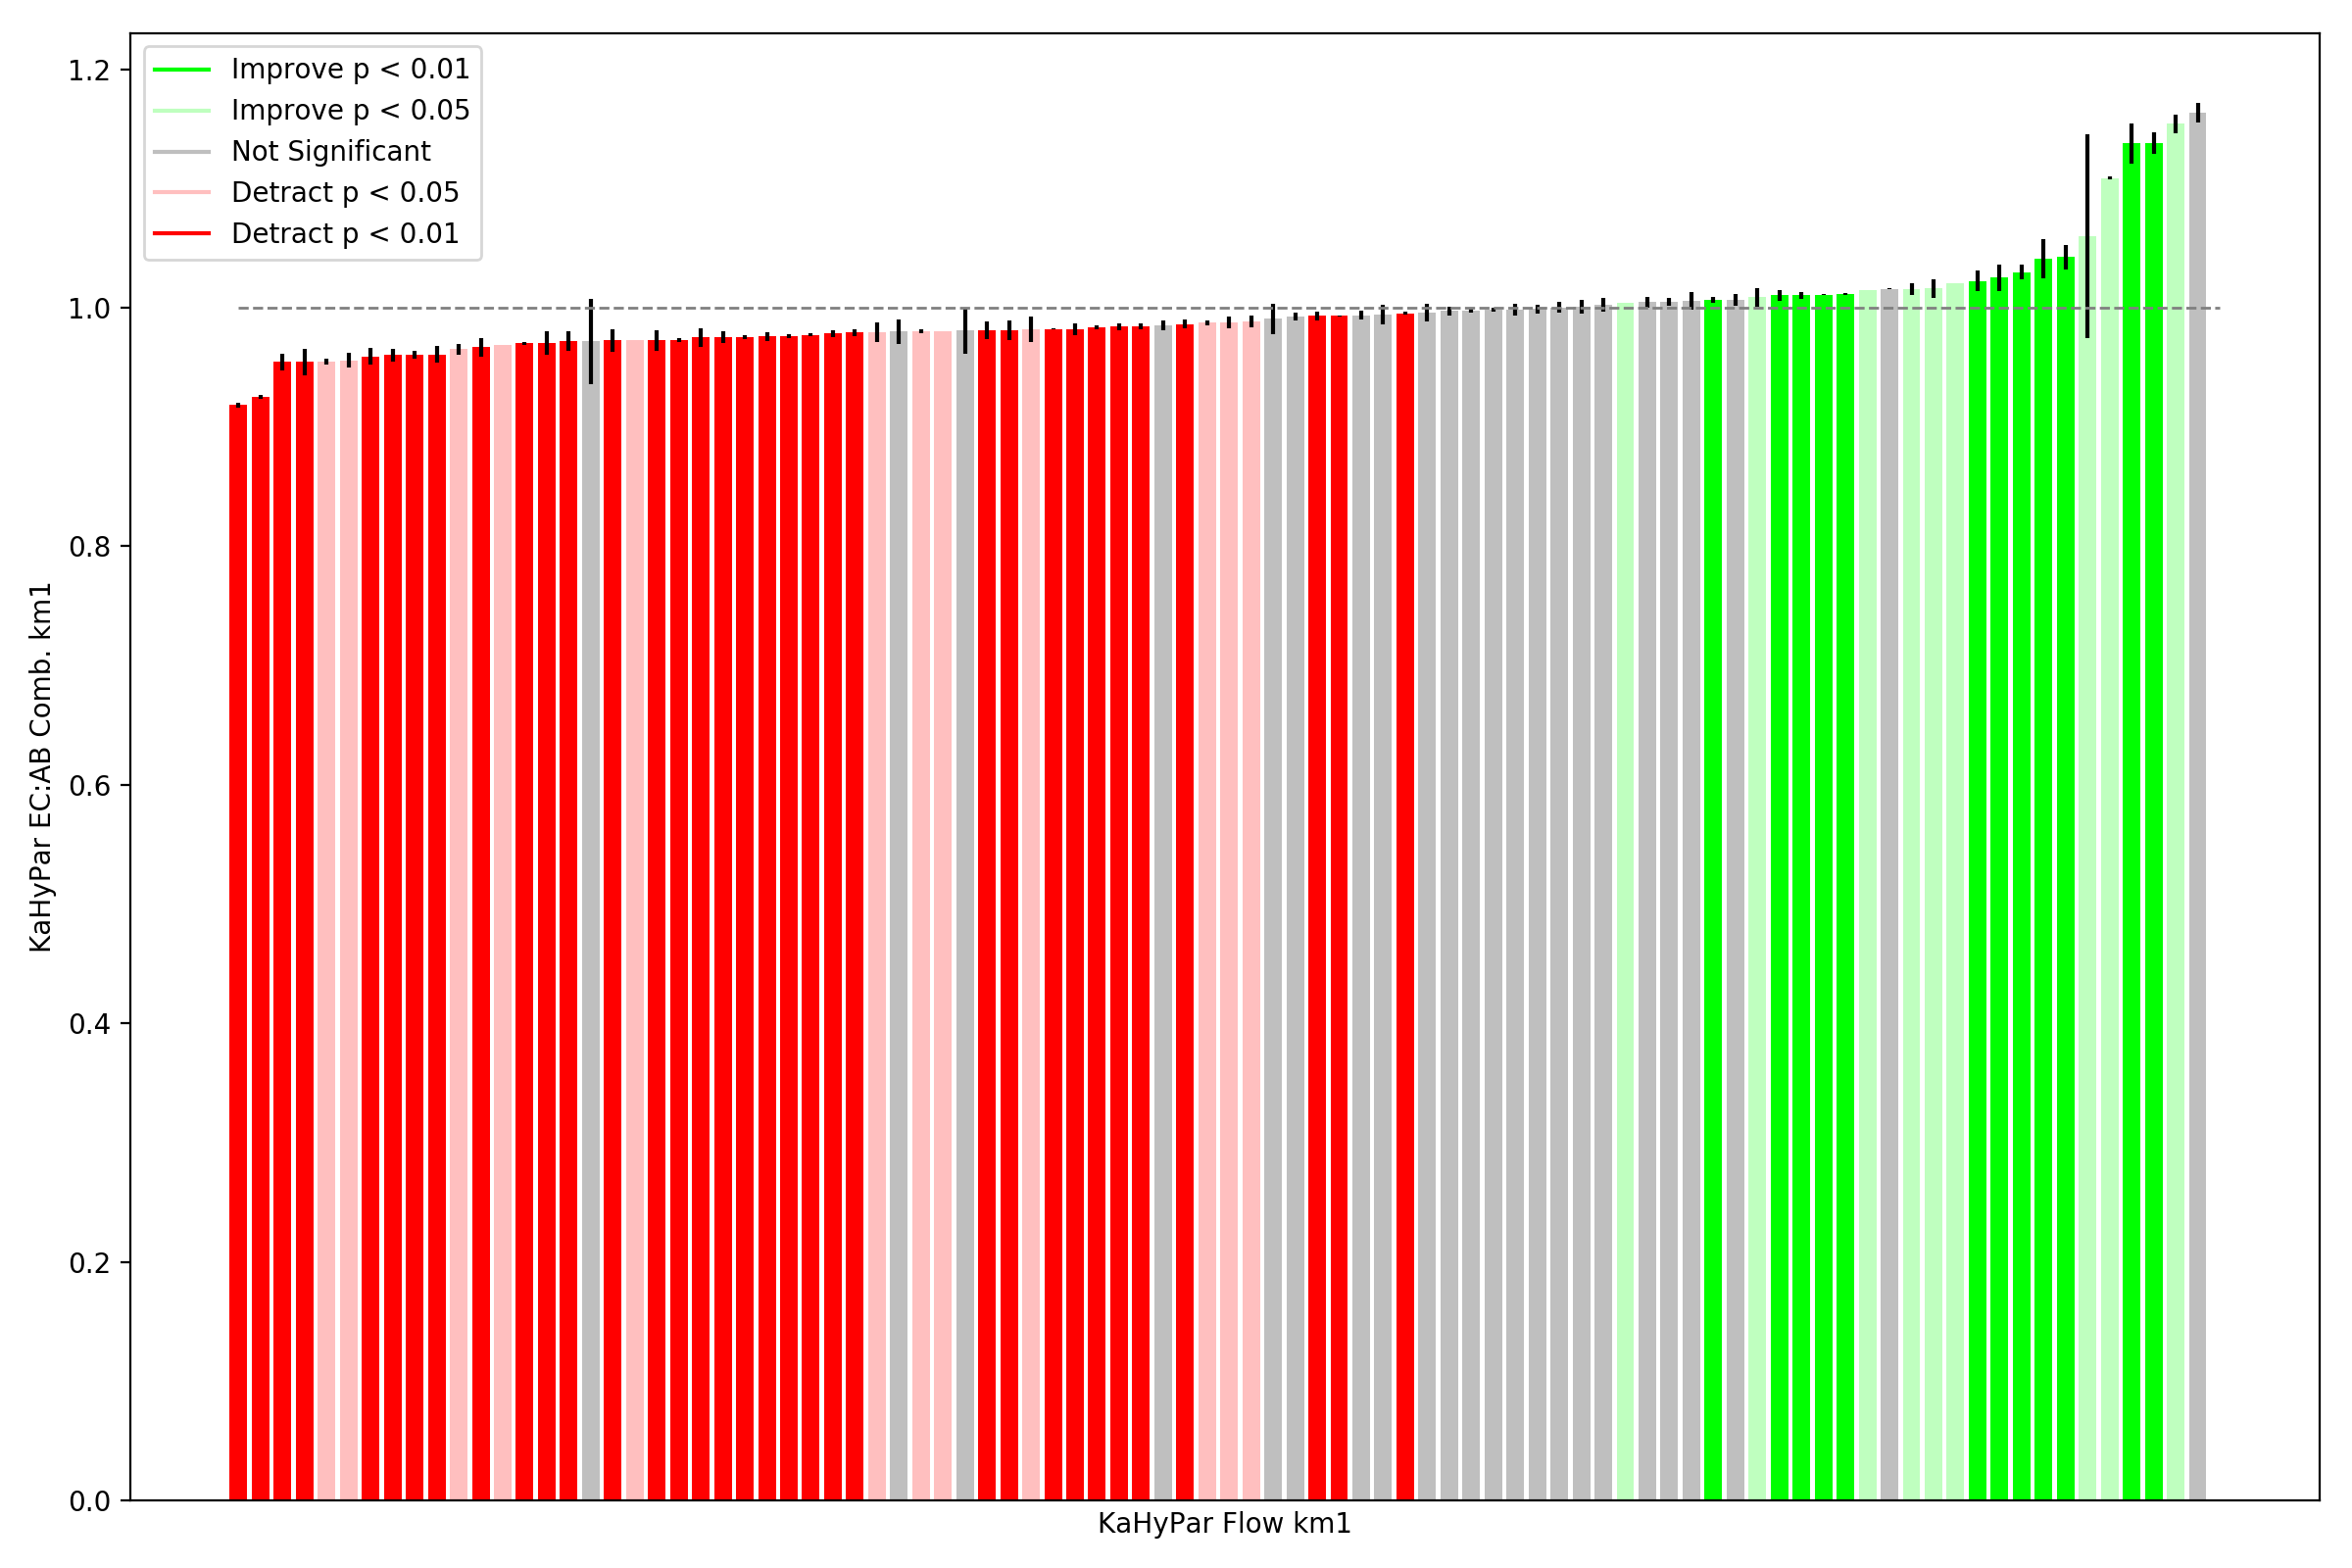 Improve p < 0.01
Improve p < 0.05
Not Significant
Detract p < 0.05
Detract p < 0.01
1.2
1.0
0.8
0.6
0.4
0.2
0.0
KaHyPar EC:AB Comb. km1
KaHyPar Flow km1